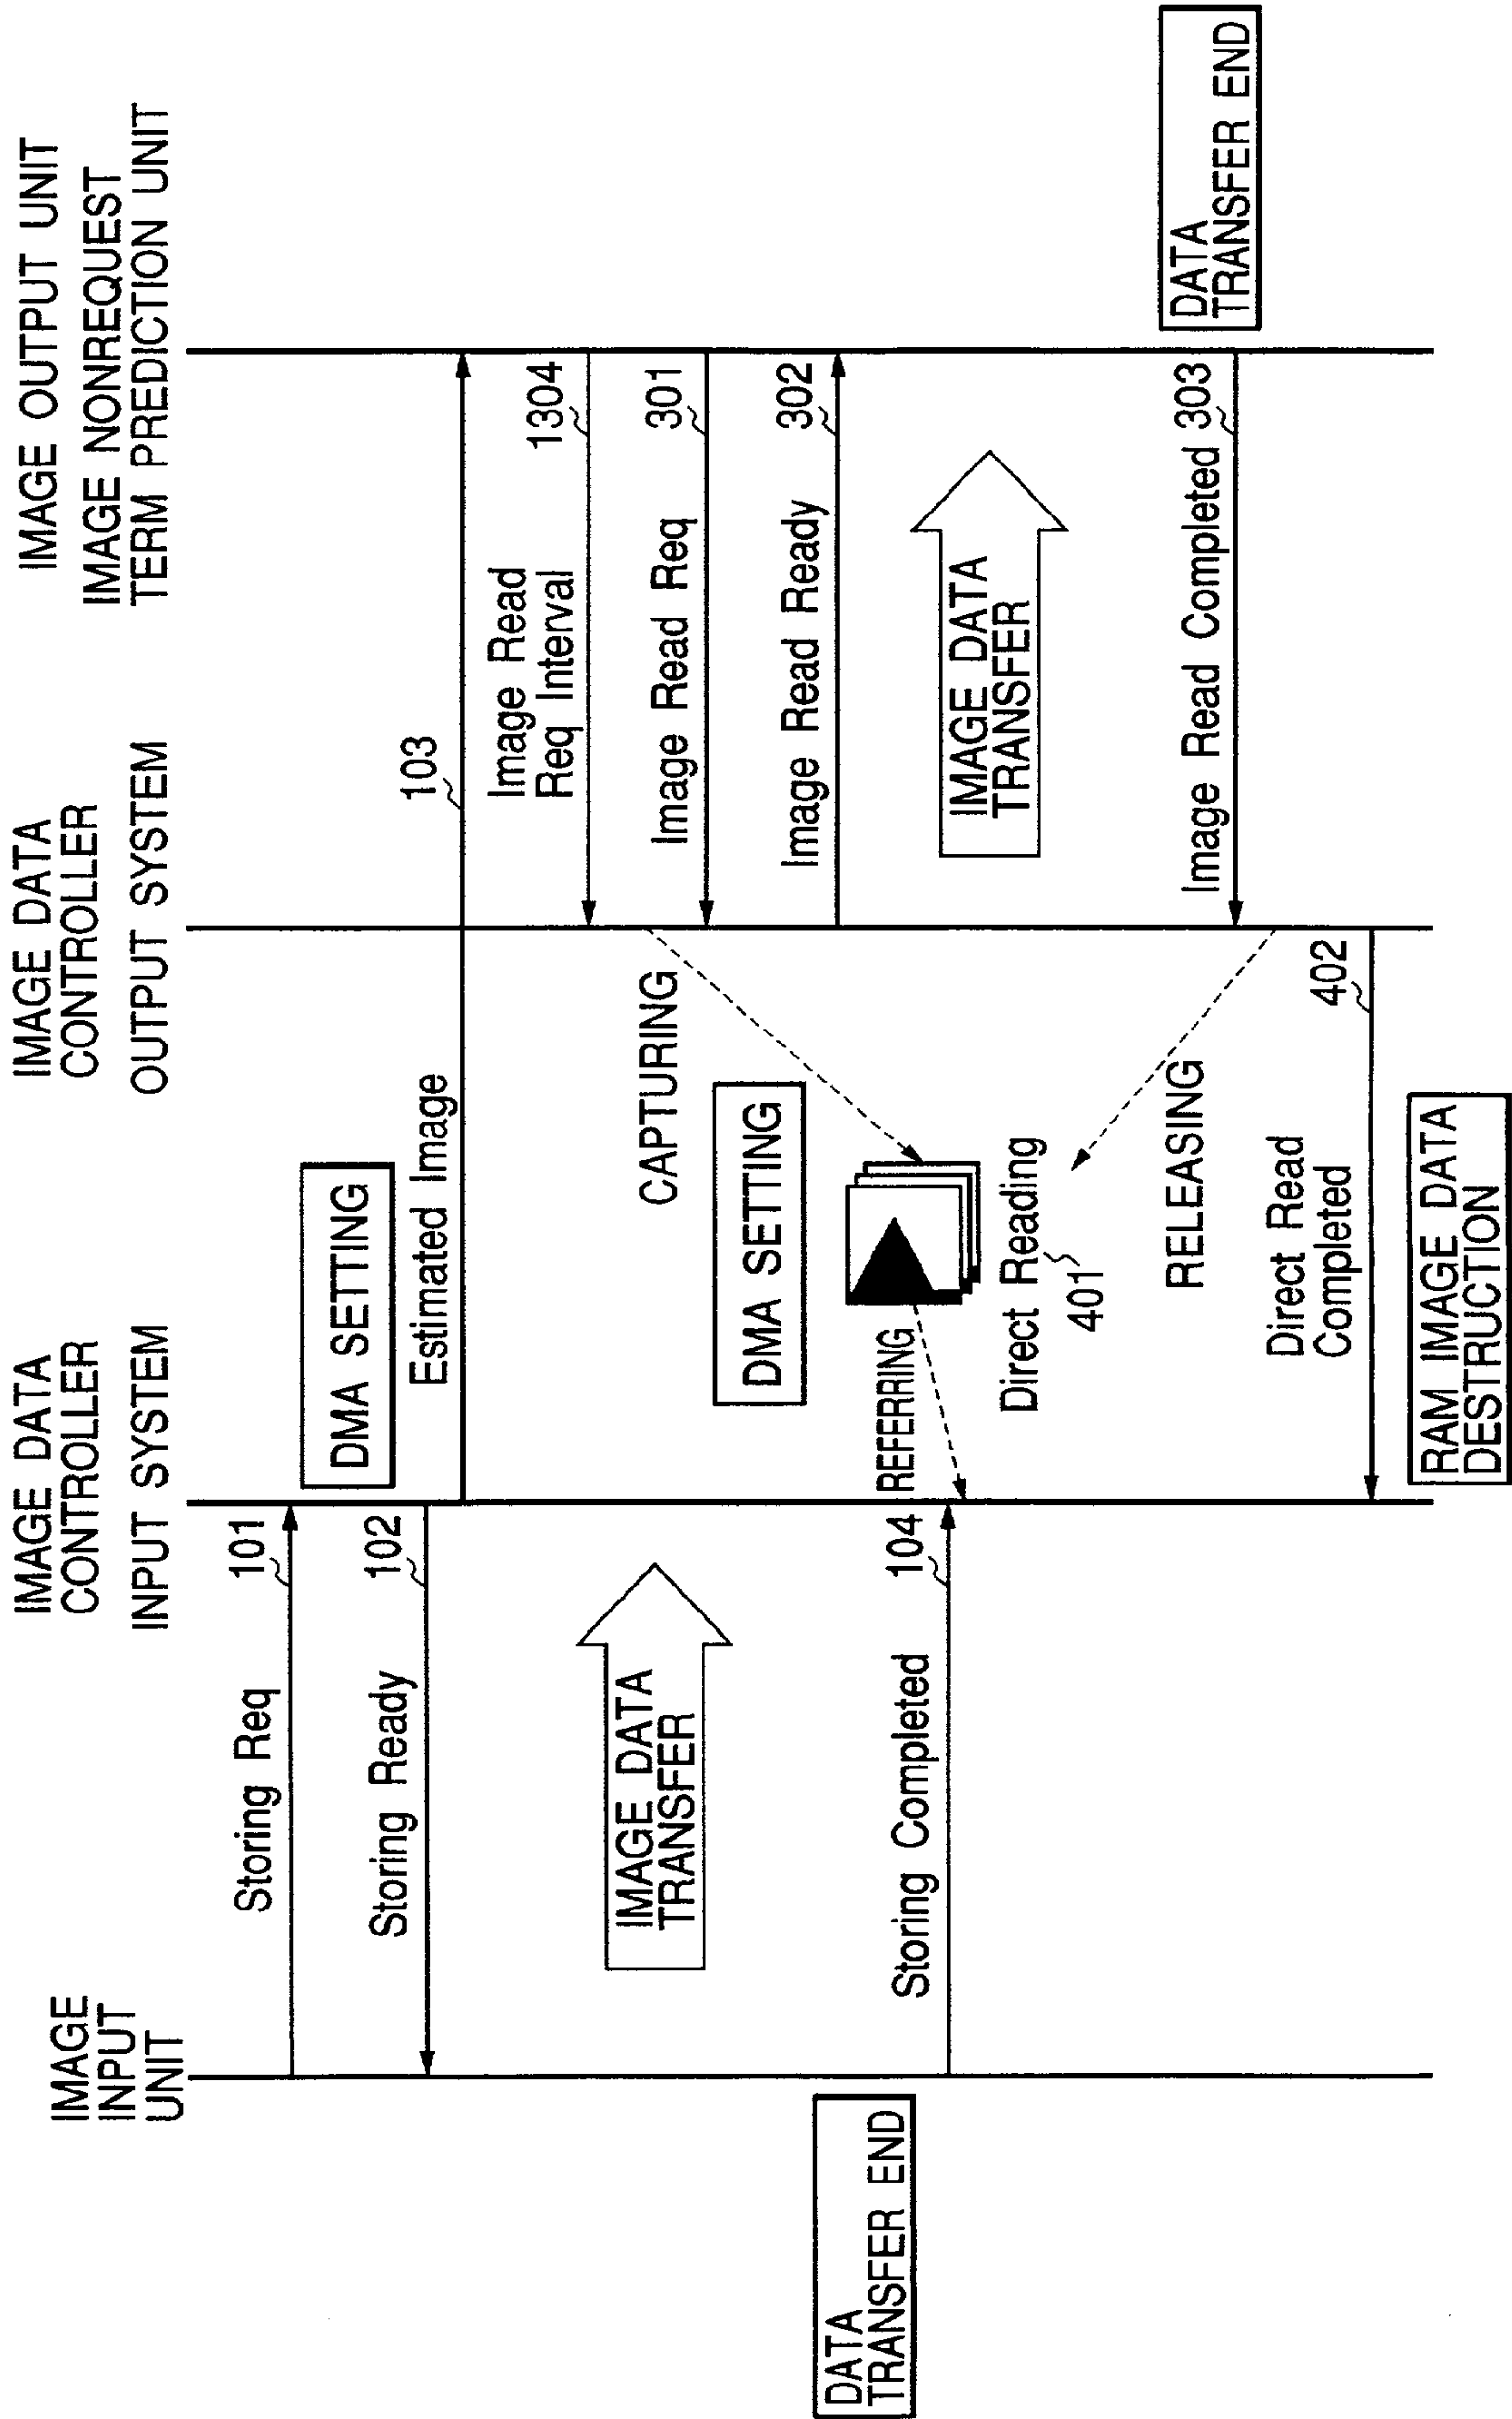 IMAGE
INPUT
UNIT
IMAGE DATA
CONTROLLER
INPUT SYSTEM
IMAGE DATA
CONTROLLER
OUTPUT SYSTEM
IMAGE OUTPUT UNIT
IMAGE NONREQUEST
TERM PREDICTION UNIT
Storing Req
101
DMA SETTING
Storing Ready
102
Estimated Image
103
Image Read
Req Interval
1304
IMAGE DATA
TRANSFER
CAPTURING
Image Read Req
301
DMA SETTING
Image Read Ready
302
DATA
TRANSFER END
REFERRING
Storing Completed
104
Direct Reading
401
IMAGE DATA
TRANSFER
RELEASING
Image Read Completed
303
DATA
TRANSFER END
Direct Read
Completed
402
RAM IMAGE DATA
DESTRUCTION